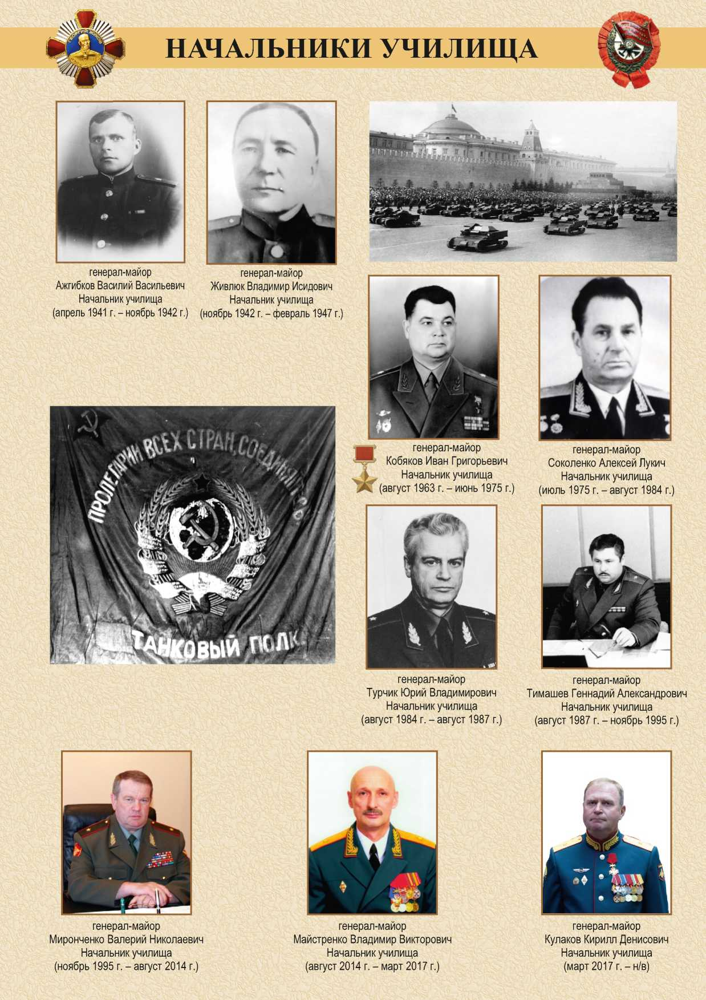 НАЧАЛЬНИКИ УЧИЛИЩА
ГЕОРГИЙ ЖУКОВ
генерал-майор
Ажгибков Василий Васильевич
Начальник училища
(апрель 1941 г. – ноябрь 1942 г.)
генерал-майор
Живлюк Владимир Исидович
Начальник училища
(ноябрь 1942 г. – февраль 1947 г.)
генерал-майор
Кобяков Иван Григорьевич
Начальник училища
(август 1963 г. – июнь 1975 г.)
генерал-майор
Соколенко Алексей Лукич
Начальник училища
(июль 1975 г. – август 1984 г.)
ПРОЛЕТАРИИ ВСЕХ СТРАН, СОЕДИНЯЙТЕСЬ
ТАНКОВЫЙ ПОЛК.
генерал-майор
Турчик Юрий Владимирович
Начальник училища
(август 1984 г. – август 1987 г.)
генерал-майор
Тимашев Геннадий Александрович
Начальник училища
(август 1987 г. – ноябрь 1995 г.)
генерал-майор
Миронченко Валерий Николаевич
Начальник училища
(ноябрь 1995 г. – август 2014 г.)
генерал-майор
Майстренко Владимир Викторович
Начальник училища
(август 2014 г. – март 2017 г.)
генерал-майор
Кулаков Кирилл Денисович
Начальник училища
(март 2017 г. – н/в)